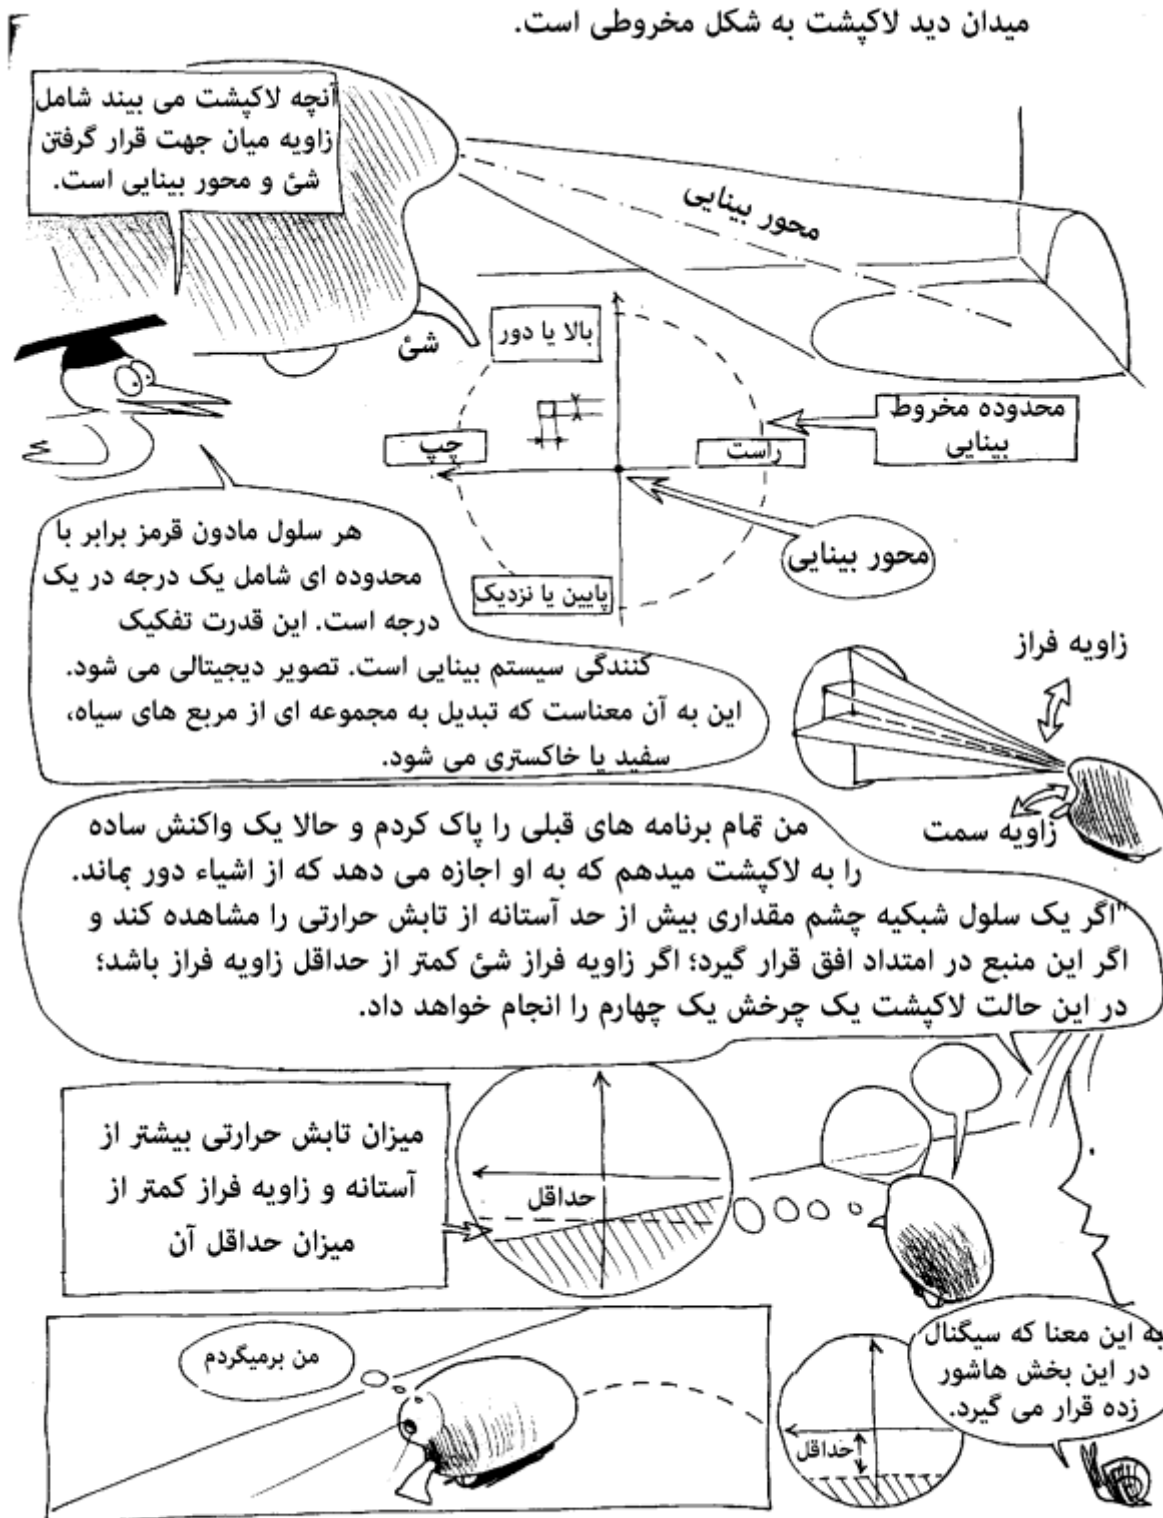 میدان دید لاکپشت به شکل مخروطی است.
آنچه لاکپشت می بیند شامل
زاویه میان جهت قرار گرفتن
شئ و محور بینایی است.
محور بینایی
شئ
بالا یا دور
چپ
راست
محدوده مخروط
بینایی
محور بینایی
پایین یا نزدیک
هر سلول مادون قرمز برابر با
محدوده ای شامل یک درجه در یک
درجه است. این قدرت تفکیک
کنندگی سیستم بینایی است. تصویر دیجیتالی می شود.
این به آن معناست که تبدیل به مجموعه ای از مربع های سیاه،
سفید یا خاکستری می شود.
زاویه فراز
زاویه سمت
من تمام برنامه های قبلی را پاک کردم و حالا یک واکنش ساده
را به لاکپشت میدهم که به او اجازه می دهد که از اشیاء دور بماند.
"اگر یک سلول شبکیه چشم مقداری بیش از حد آستانه از تابش حرارتی را مشاهده کند و
اگر این منبع در امتداد افق قرار گیرد؛ اگر زاویه فراز شئ کمتر از حداقل زاویه فراز باشد؛
در این حالت لاکپشت یک چرخش یک چهارم را انجام خواهد داد.
میزان تابش حرارتی بیشتر از
آستانه و زاویه فراز کمتر از
میزان حداقل آن
حداقل
من برمیگردم
به این معنا که سیگنال
در این بخش هاشور
زده قرار می گیرد.
حداقل